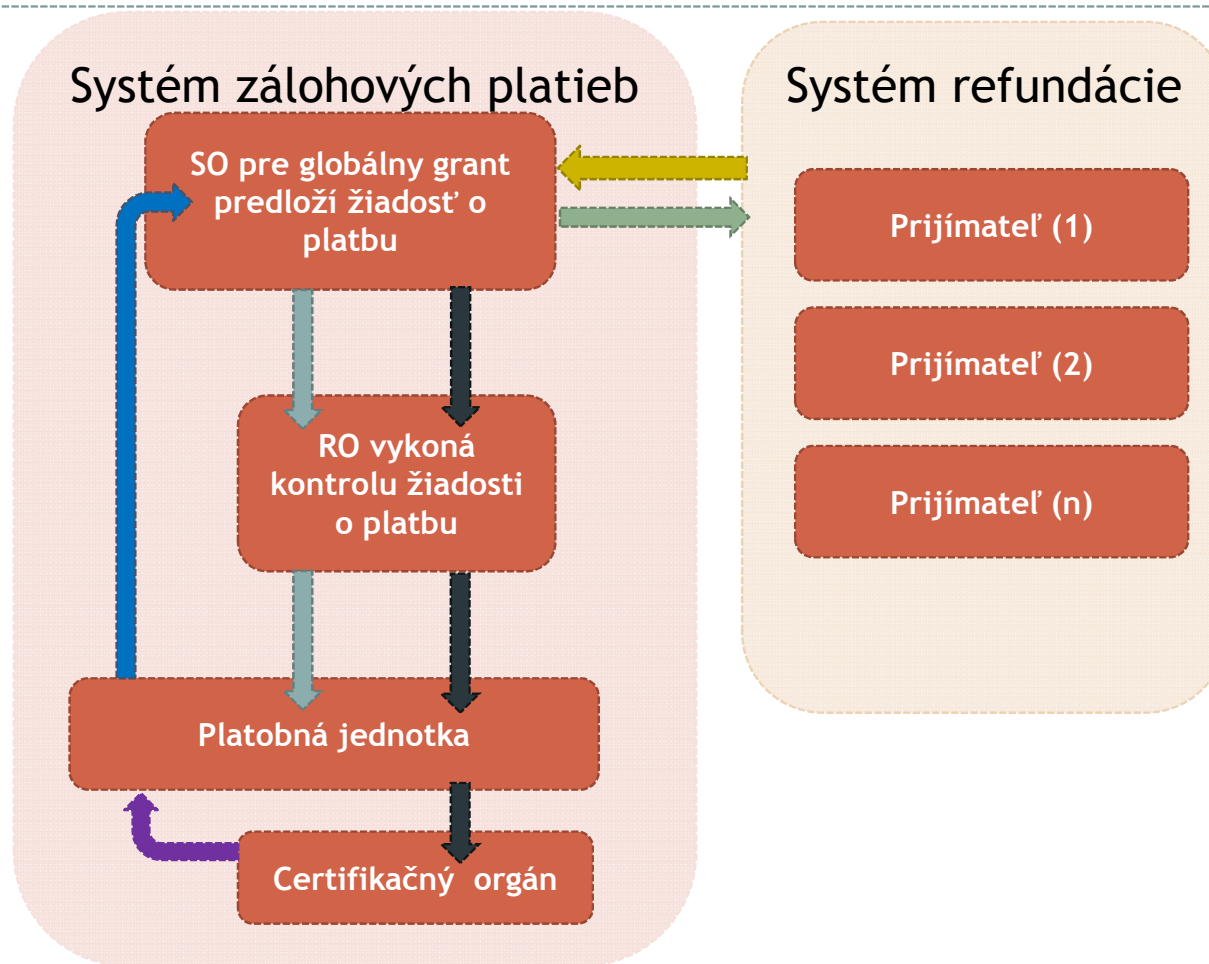 Systém zálohových platieb
SO pre globálny grant
predloží žiadosť o
platbu
RO vykoná
kontrolu žiadosti
o platbu
Platobná jednotka
Certifikačný orgán
Systém refundácie
Prijímateľ (1)
Prijímateľ (2)
Prijímateľ (n)